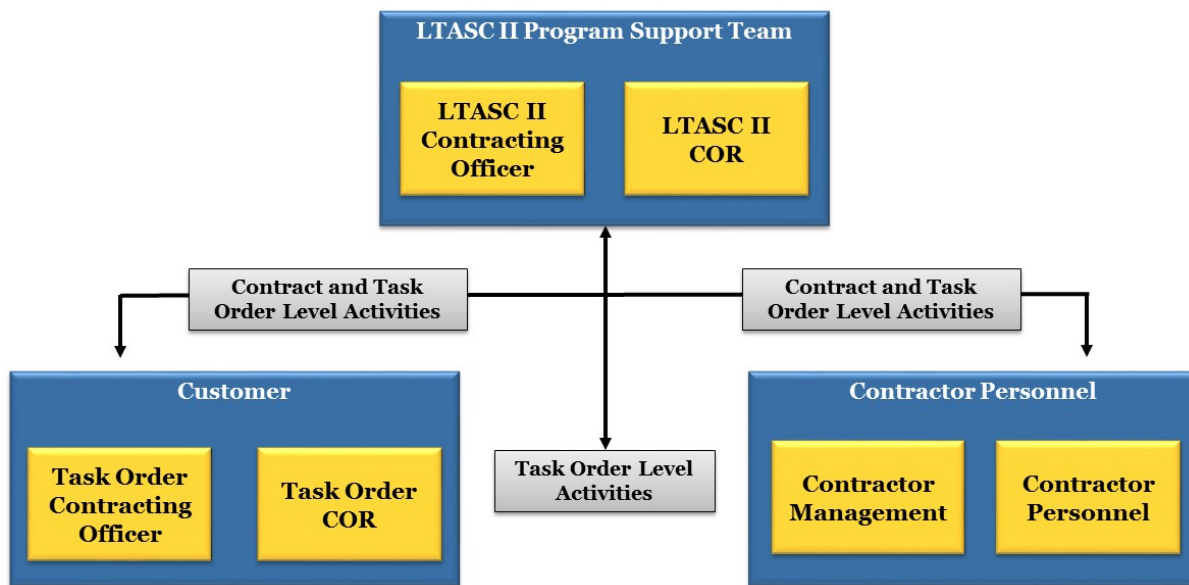 LTASC II Program Support Team
LTASC II
Contracting
Officer
LTASC II
COR
Contract and Task
Order Level Activities
Contract and Task
Order Level Activities
Customer
Task Order
Contracting
Officer
Task Order
COR
Task Order Level
Activities
Contractor Personnel
Contractor
Management
Contractor
Personnel